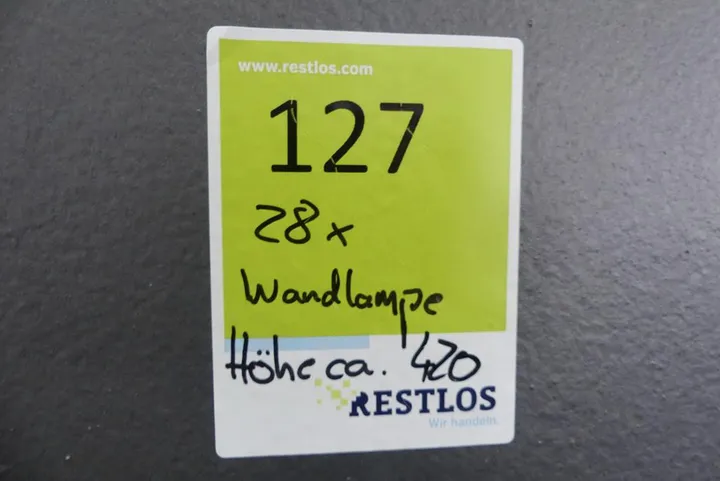 www.restlos.com
127
28x
Wandlampe
Höhe ca. 420
RESTLOS
Wir handeln.